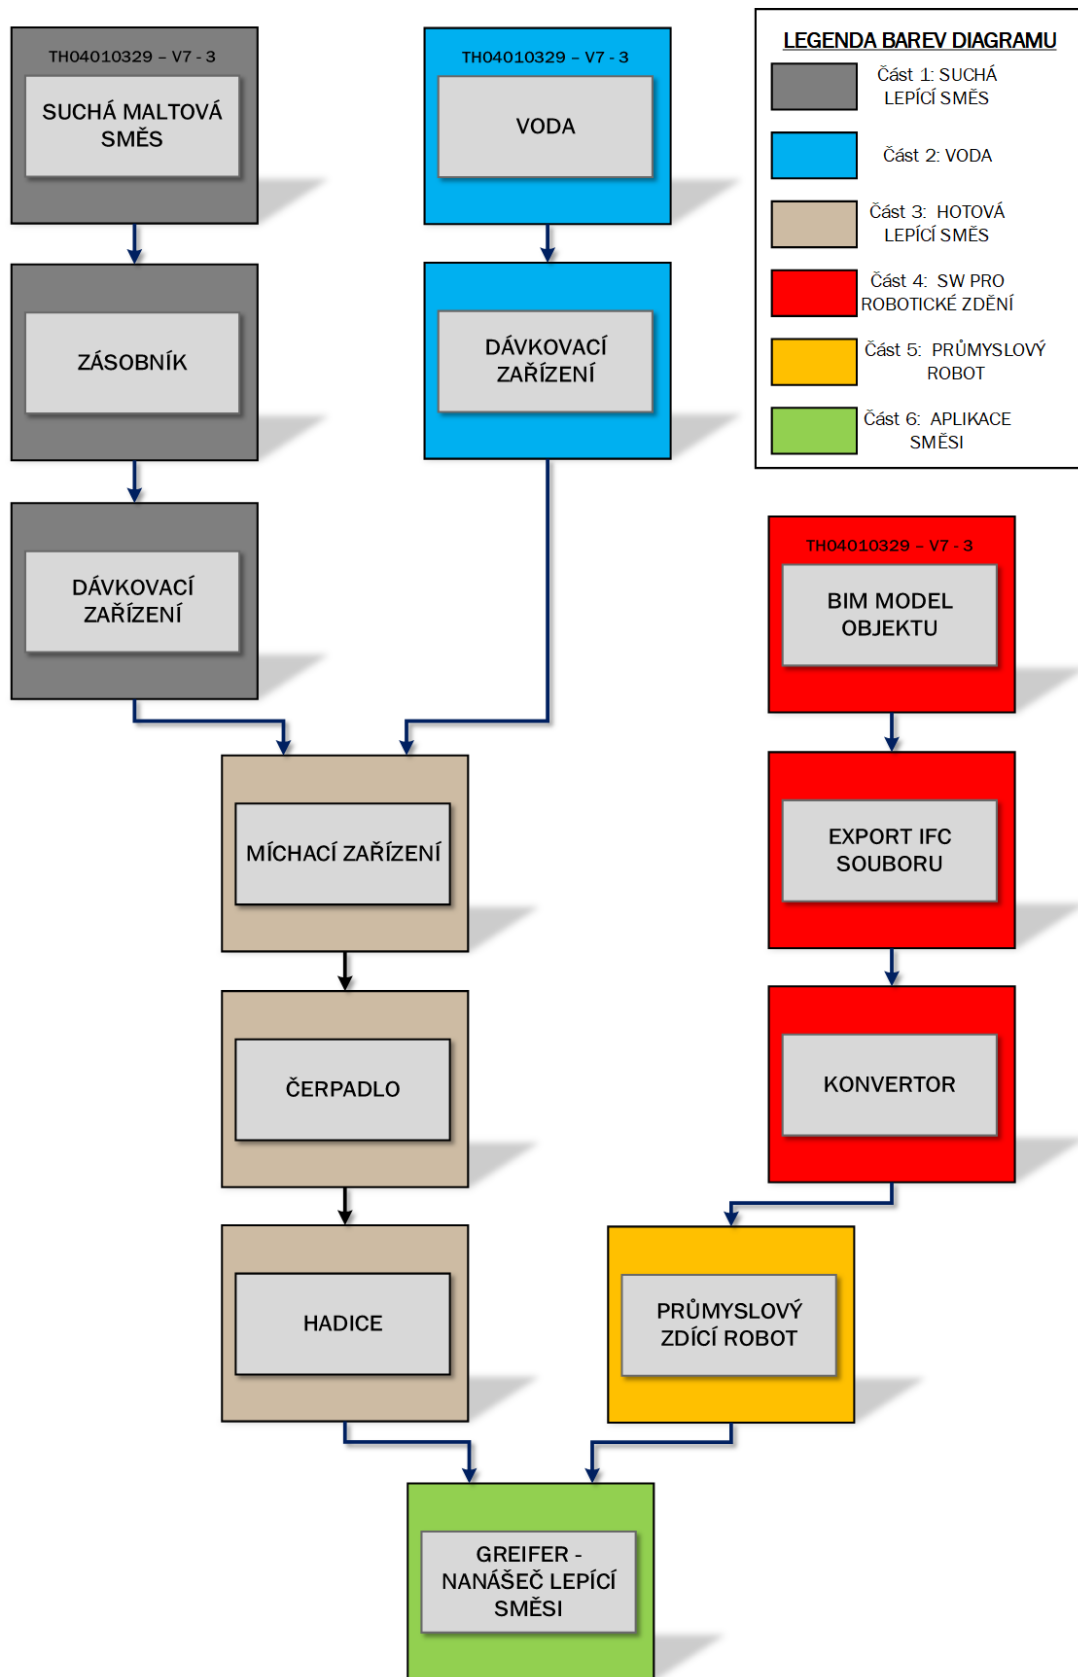 TH04010329 – V7 - 3
SUCHÁ MALTOVÁ
SMĚS
TH04010329 – V7 - 3
VODA
LEGENDA BAREV DIAGRAMU
Část 1: SUCHÁ
LEPÍCÍ SMĚS
Část 2: VODA
Část 3: HOTOVÁ
LEPÍCÍ SMĚS
Část 4: SW PRO
ROBOTICKÉ ZDĚNÍ
Část 5: PRŮMYSLOVÝ
ROBOT
Část 6: APLIKACE
SMĚSI
ZÁSOBNÍK
DÁVKOVACÍ
ZAŘÍZENÍ
DÁVKOVACÍ
ZAŘÍZENÍ
TH04010329 – V7 - 3
BIM MODEL
OBJEKTU
MÍCHACÍ ZAŘÍZENÍ
EXPORT IFC
SOUBORU
ČERPADLO
KONVERTOR
HADICE
PRŮMYSLOVÝ
ZDÍCÍ ROBOT
GREIFER -
NANÁŠEČ LEPÍCÍ
SMĚSI